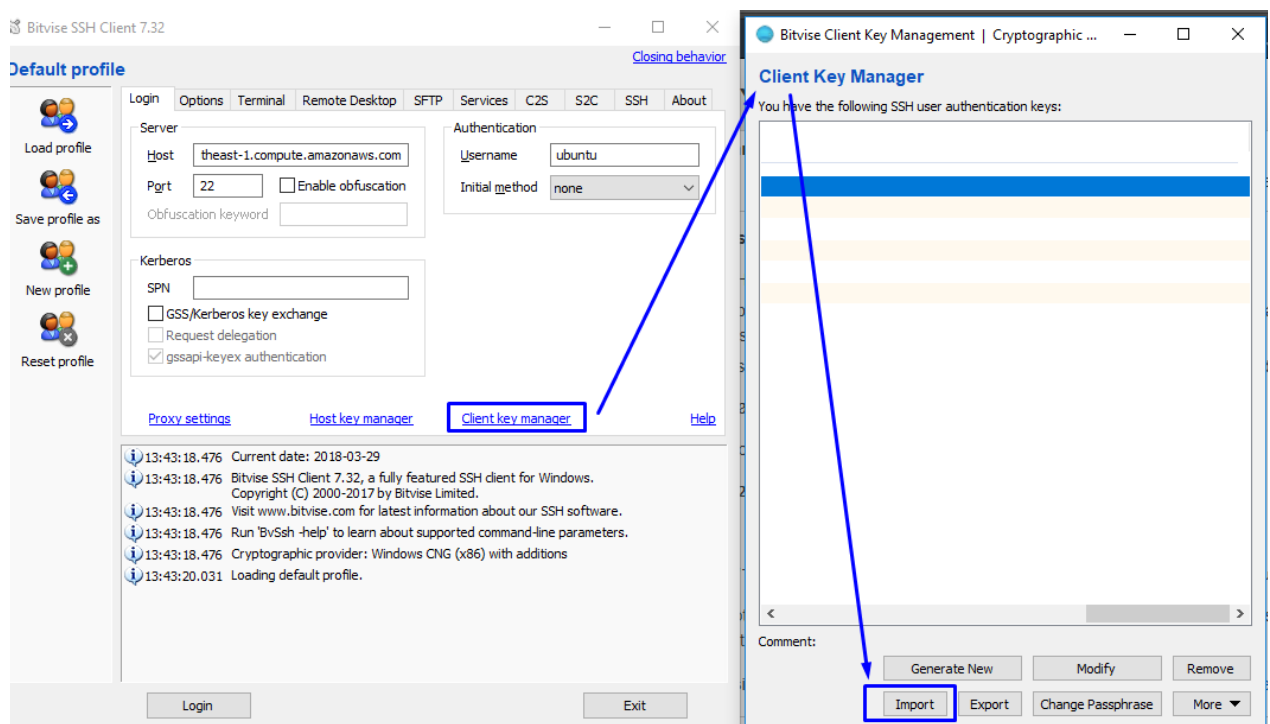 Bitvise SSH Client 7.32
Closing behavior
Default profile
Load profile
Save profile as
New profile
Reset profile
Login Options Terminal Remote Desktop SFTP Services C2S S2C SSH About
Server
Host theast-1.compute.amazonaws.com
Port 22 Enable obfuscation
Obfuscation keyword
Authentication
Username ubuntu
Initial method none
Kerberos
SPN
GSS/Kerberos key exchange
Request delegation
gssapi-keyex authentication
Proxy settings Host key manager Client key manager Help
13:43:18.476 Current date: 2018-03-29
13:43:18.476 Bitvise SSH Client 7.32, a fully featured SSH client for Windows.
Copyright (C) 2000-2017 by Bitvise Limited.
13:43:18.476 Visit www.bitvise.com for latest information about our SSH software.
13:43:18.476 Run 'BvSsh -help' to learn about supported command-line parameters.
13:43:18.476 Cryptographic provider: Windows CNG (x86) with additions
13:43:20.031 Loading default profile.
Login Exit
Bitvise Client Key Management | Cryptographic ...
Client Key Manager
You have the following SSH user authentication keys:
Comment:
Generate New Modify Remove
Import Export Change Passphrase More